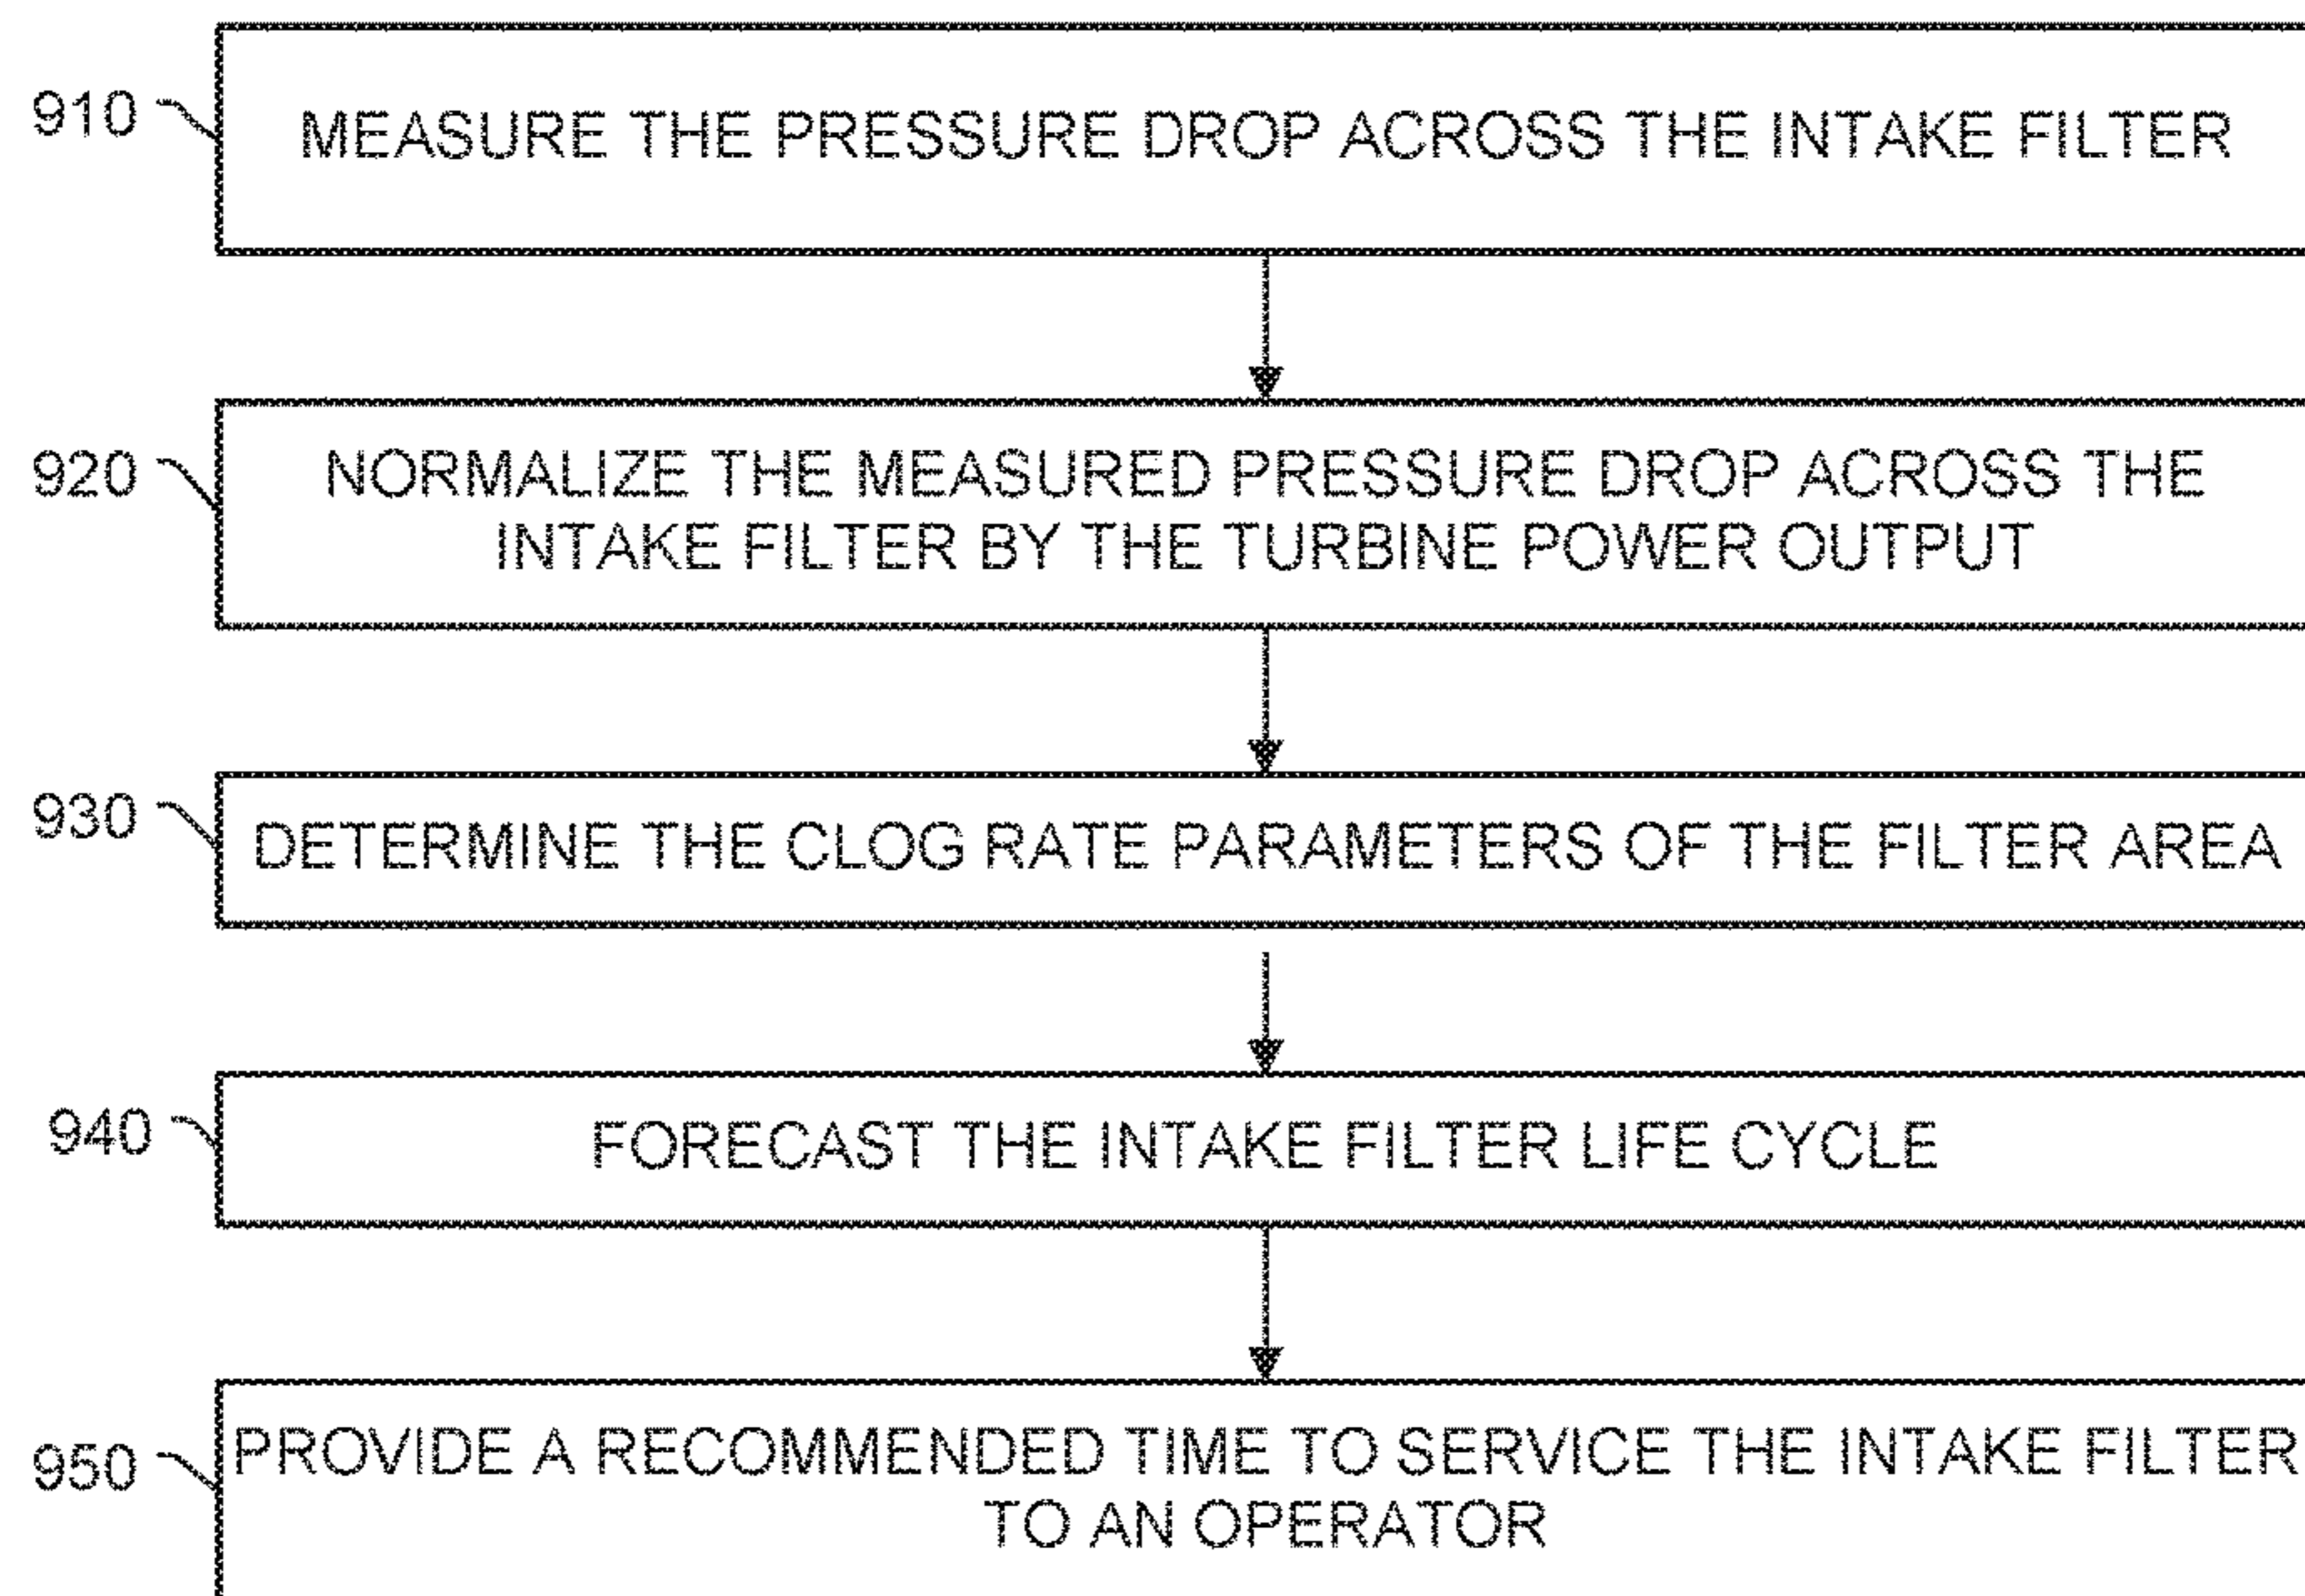 910
MEASURE THE PRESSURE DROP ACROSS THE INTAKE FILTER
920
NORMALIZE THE MEASURED PRESSURE DROP ACROSS THE
INTAKE FILTER BY THE TURBINE POWER OUTPUT
930
DETERMINE THE CLOG RATE PARAMETERS OF THE FILTER AREA
940
FORECAST THE INTAKE FILTER LIFE CYCLE
950
PROVIDE A RECOMMENDED TIME TO SERVICE THE INTAKE FILTER
TO AN OPERATOR